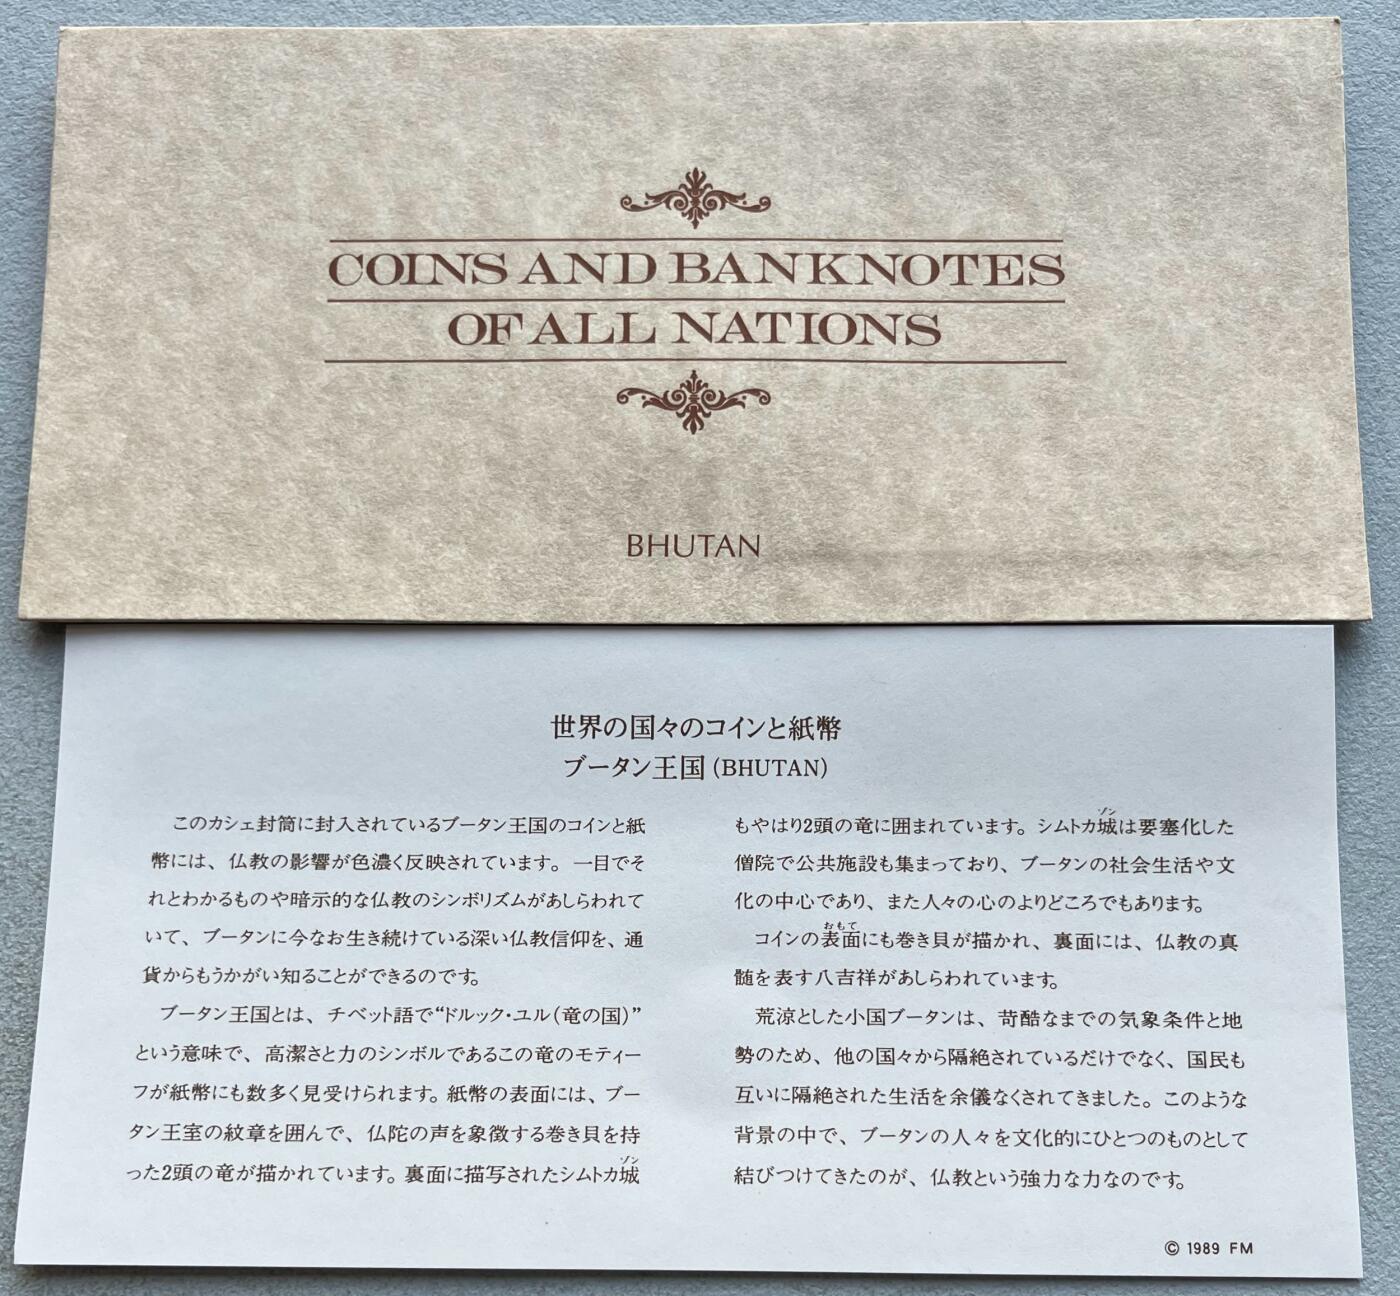 COINS AND BANKNOTES
OF ALL NATIONS
BHUTAN
世界の国々のコインと紙幣
ブータン王国(BHUTAN)
このカシェ封筒に封入されているブータン王国のコインと紙
幣には、仏教の影響が色濃く反映されています。一目でそ
れとわかるものや暗示的な仏教のシンボリズムがあしらわれて
いて、ブータンに今なお生き続けている深い仏教信仰を、通
貨からもうかがい知ることができるのです。
ブータン王国とは、チベット語で“ドルック・ユル(竜の国)”
という意味で、高潔さと力のシンボルであるこの竜のモティー
フが紙幣にも数多く見受けられます。紙幣の表面には、ブー
タン王室の紋章を囲んで、仏陀の声を象徴する巻き貝を持
ゾン
った2頭の竜が描かれています。裏面に描写されたシムトカ城
ゾン
もやはり2頭の竜に囲まれています。シムトカ城は要塞化した
僧院で公共施設も集まっており、ブータンの社会生活や文
化の中心であり、また人々の心のよりどころでもあります。
おもて
コインの表面にも巻き貝が描かれ、裏面には、仏教の真
髄を表す八吉祥があしらわれています。
荒涼とした小国ブータンは、苛酷なまでの気象条件と地
勢のため、他の国々から隔絶されているだけでなく、国民も
互いに隔絶された生活を余儀なくされてきました。このような
背景の中で、ブータンの人々を文化的にひとつのものとして
結びつけてきたのが、仏教という強力な力なのです。
© 1989 FM